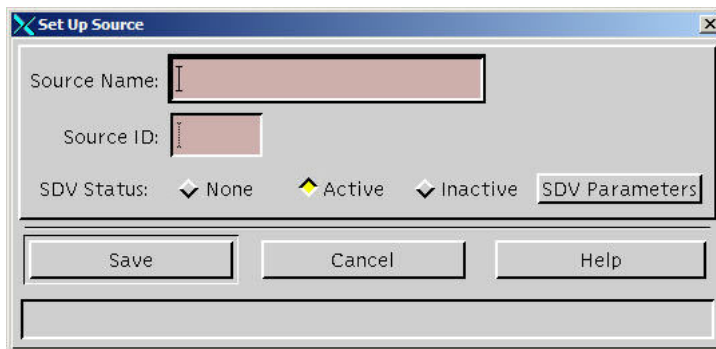 Set Up Source
Source Name:
Source ID:
SDV Status: None Active Inactive SDV Parameters
Save Cancel Help